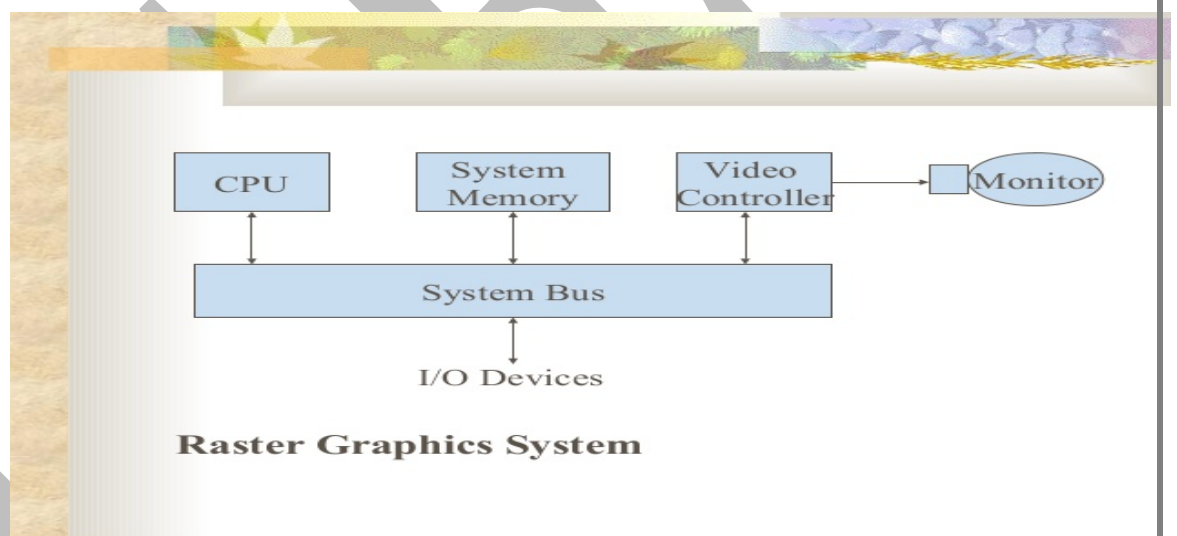 CPU
System
Memory
Video
Controller
Monitor
System Bus
I/O Devices
Raster Graphics System